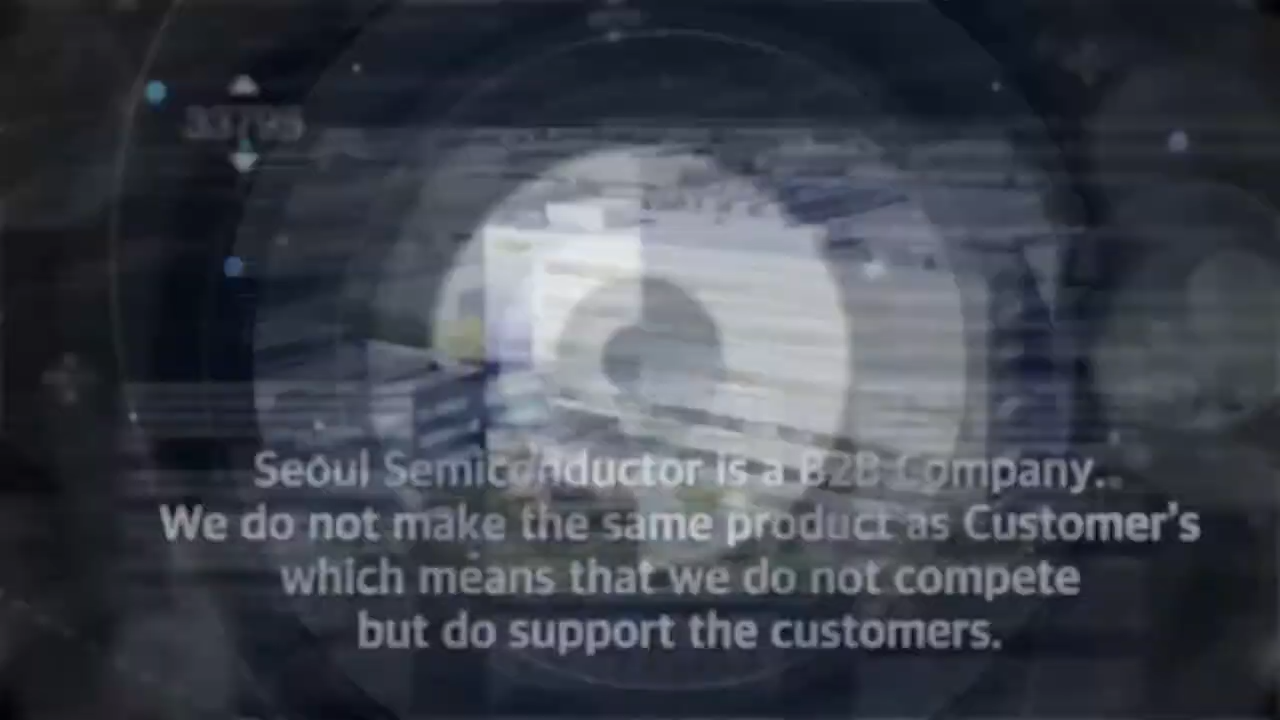 33795
Seoul Semiconductor is a B2B Company..
We do not make the same product as Customer's
which means that we do not compete
but do support the customers.